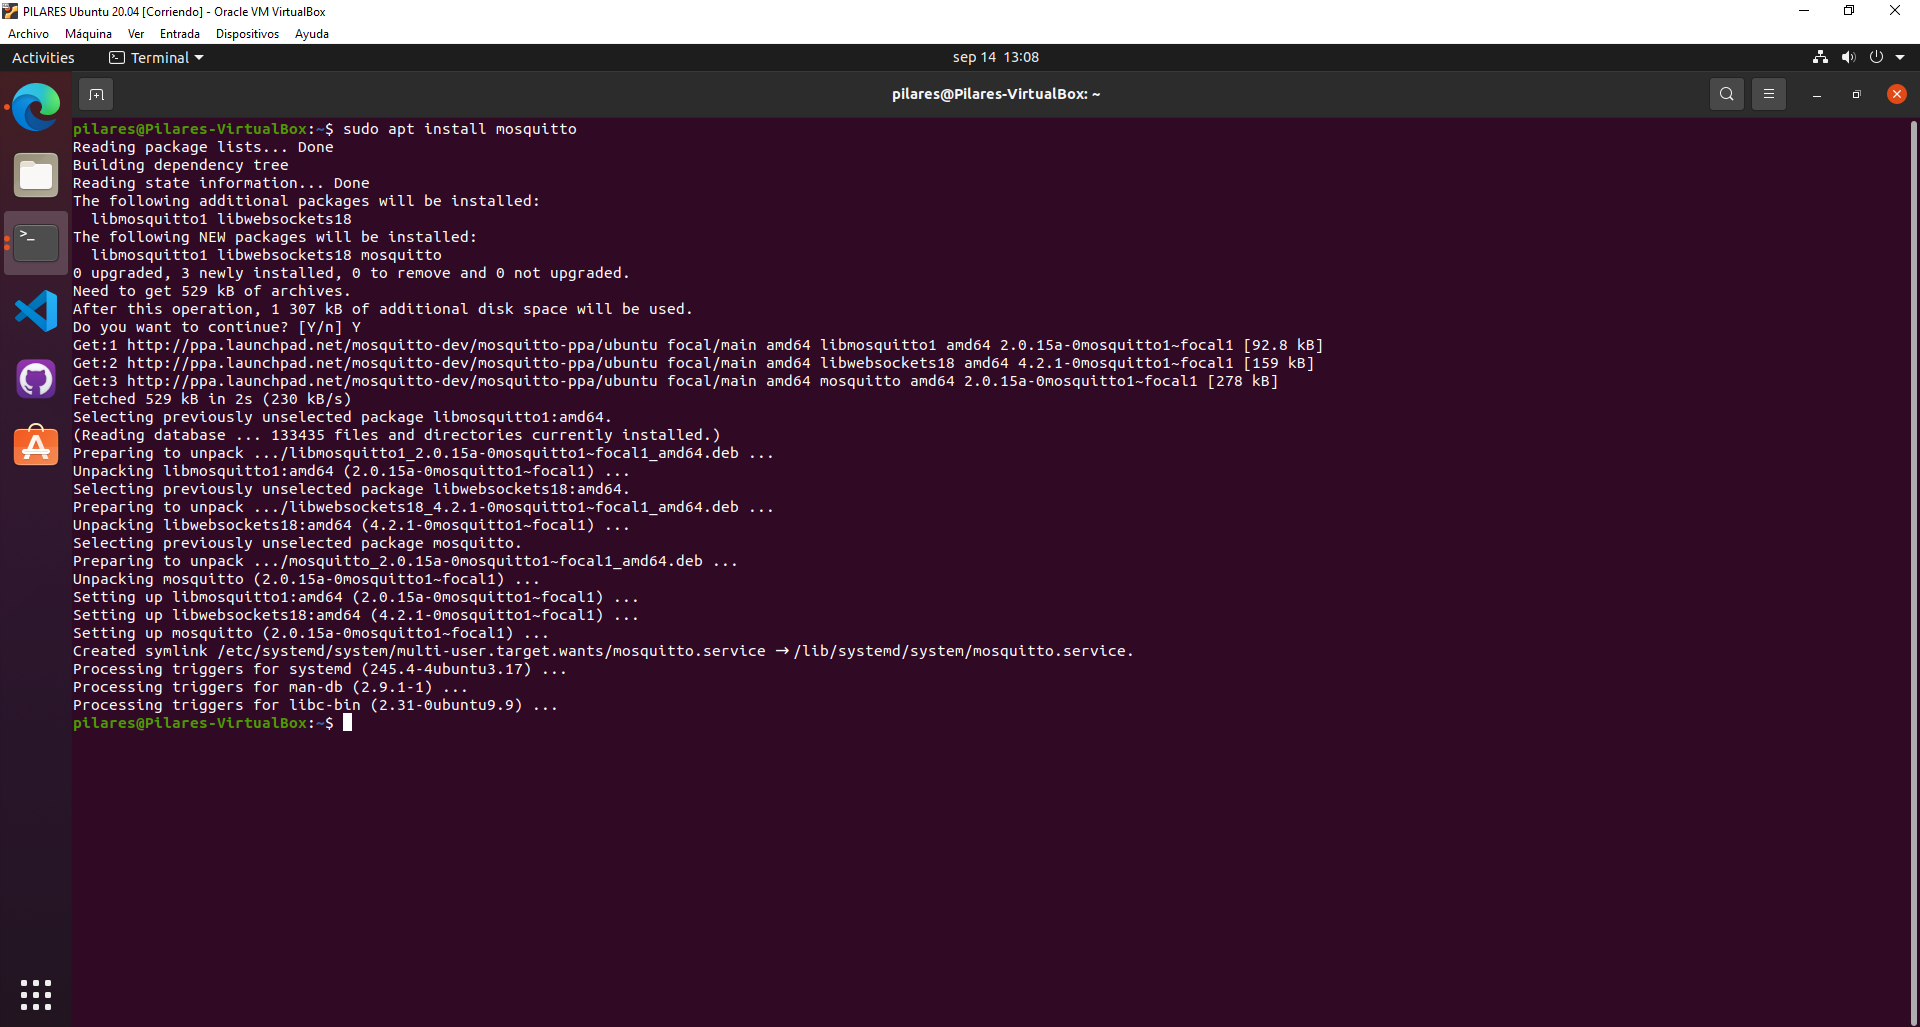 PILARES Ubuntu 20.04 [Corriendo] - Oracle VM VirtualBox
Archivo Máquina Ver Entrada Dispositivos Ayuda
Activities Terminal sep 14 13:08
pilares@Pilares-VirtualBox: ~
pilares@Pilares-VirtualBox:~$ sudo apt install mosquitto
Reading package lists... Done
Building dependency tree
Reading state information... Done
The following additional packages will be installed:
  libmosquitto1 libwebsockets18
The following NEW packages will be installed:
  libmosquitto1 libwebsockets18 mosquitto
0 upgraded, 3 newly installed, 0 to remove and 0 not upgraded.
Need to get 529 kB of archives.
After this operation, 1 307 kB of additional disk space will be used.
Do you want to continue? [Y/n] Y
Get:1 http://ppa.launchpad.net/mosquitto-dev/mosquitto-ppa/ubuntu focal/main amd64 libmosquitto1 amd64 2.0.15a-0mosquitto1~focal1 [92.8 kB]
Get:2 http://ppa.launchpad.net/mosquitto-dev/mosquitto-ppa/ubuntu focal/main amd64 libwebsockets18 amd64 4.2.1-0mosquitto1~focal1 [159 kB]
Get:3 http://ppa.launchpad.net/mosquitto-dev/mosquitto-ppa/ubuntu focal/main amd64 mosquitto amd64 2.0.15a-0mosquitto1~focal1 [278 kB]
Fetched 529 kB in 2s (230 kB/s)
Selecting previously unselected package libmosquitto1:amd64.
(Reading database ... 133435 files and directories currently installed.)
Preparing to unpack .../libmosquitto1_2.0.15a-0mosquitto1~focal1_amd64.deb ...
Unpacking libmosquitto1:amd64 (2.0.15a-0mosquitto1~focal1) ...
Selecting previously unselected package libwebsockets18:amd64.
Preparing to unpack .../libwebsockets18_4.2.1-0mosquitto1~focal1_amd64.deb ...
Unpacking libwebsockets18:amd64 (4.2.1-0mosquitto1~focal1) ...
Selecting previously unselected package mosquitto.
Preparing to unpack .../mosquitto_2.0.15a-0mosquitto1~focal1_amd64.deb ...
Unpacking mosquitto (2.0.15a-0mosquitto1~focal1) ...
Setting up libmosquitto1:amd64 (2.0.15a-0mosquitto1~focal1) ...
Setting up libwebsockets18:amd64 (4.2.1-0mosquitto1~focal1) ...
Setting up mosquitto (2.0.15a-0mosquitto1~focal1) ...
Created symlink /etc/systemd/system/multi-user.target.wants/mosquitto.service → /lib/systemd/system/mosquitto.service.
Processing triggers for systemd (245.4-4ubuntu3.17) ...
Processing triggers for man-db (2.9.1-1) ...
Processing triggers for libc-bin (2.31-0ubuntu9.9) ...
pilares@Pilares-VirtualBox:~$